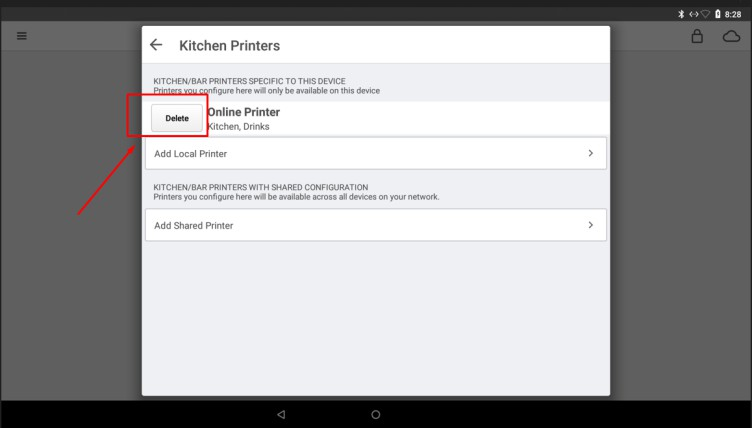 8:28
Kitchen Printers
KITCHEN/BAR PRINTERS SPECIFIC TO THIS DEVICE
Printers you configure here will only be available on this device
Delete
Online Printer
Kitchen, Drinks
Add Local Printer
KITCHEN/BAR PRINTERS WITH SHARED CONFIGURATION
Printers you configure here will be available across all devices on your network.
Add Shared Printer